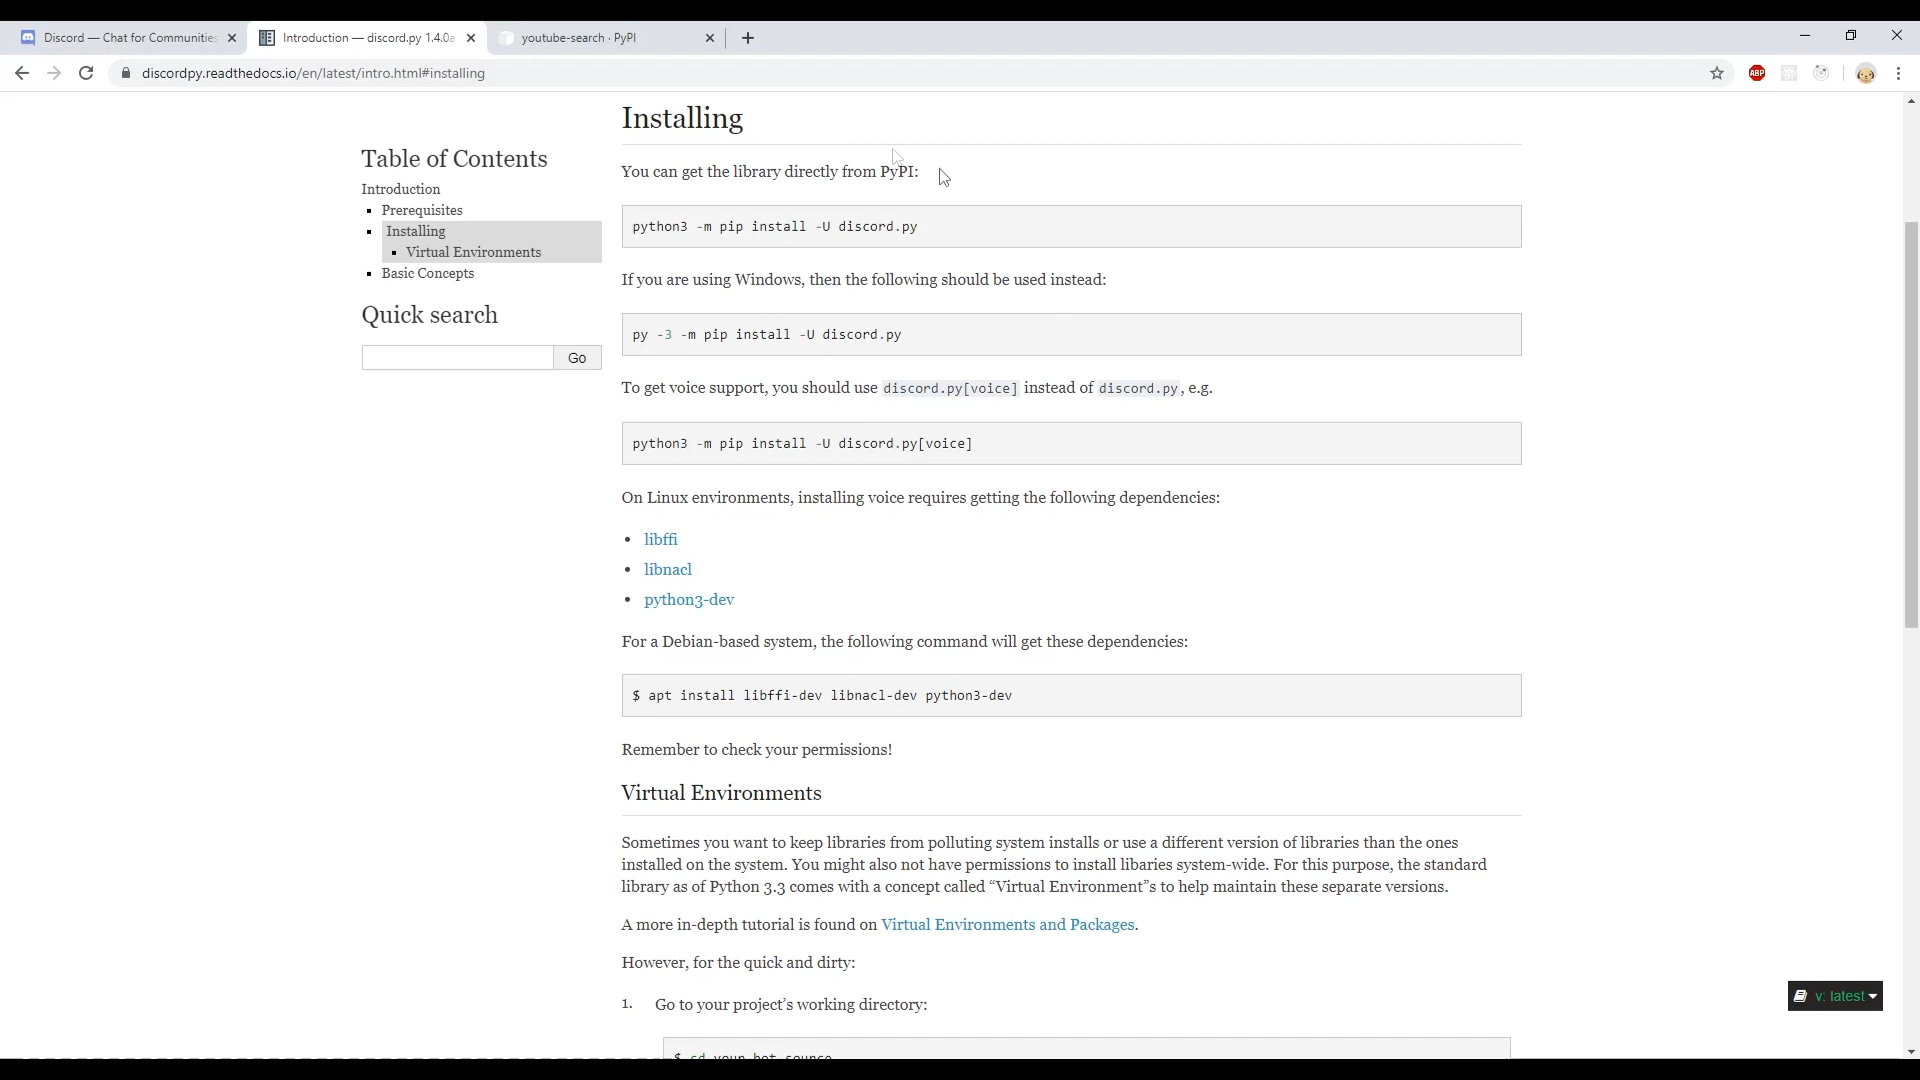 Discord — Chat for Communities
Introduction — discord.py 1.4.0a
youtube-search · PyPI
discordpy.readthedocs.io/en/latest/intro.html#installing
ABP
Table of Contents
Introduction
Prerequisites
Installing
Virtual Environments
Basic Concepts
Quick search
Go
Installing
You can get the library directly from PyPI:
python3 -m pip install -U discord.py
If you are using Windows, then the following should be used instead:
py -3 -m pip install -U discord.py
To get voice support, you should use discord.py[voice] instead of discord.py, e.g.
python3 -m pip install -U discord.py[voice]
On Linux environments, installing voice requires getting the following dependencies:
libffi
libnacl
python3-dev
For a Debian-based system, the following command will get these dependencies:
$ apt install libffi-dev libnacl-dev python3-dev
Remember to check your permissions!
Virtual Environments
Sometimes you want to keep libraries from polluting system installs or use a different version of libraries than the ones
installed on the system. You might also not have permissions to install libaries system-wide. For this purpose, the standard
library as of Python 3.3 comes with a concept called “Virtual Environment”s to help maintain these separate versions.
A more in-depth tutorial is found on Virtual Environments and Packages.
However, for the quick and dirty:
1. Go to your project’s working directory:
$ cd your-bot-source
v: latest